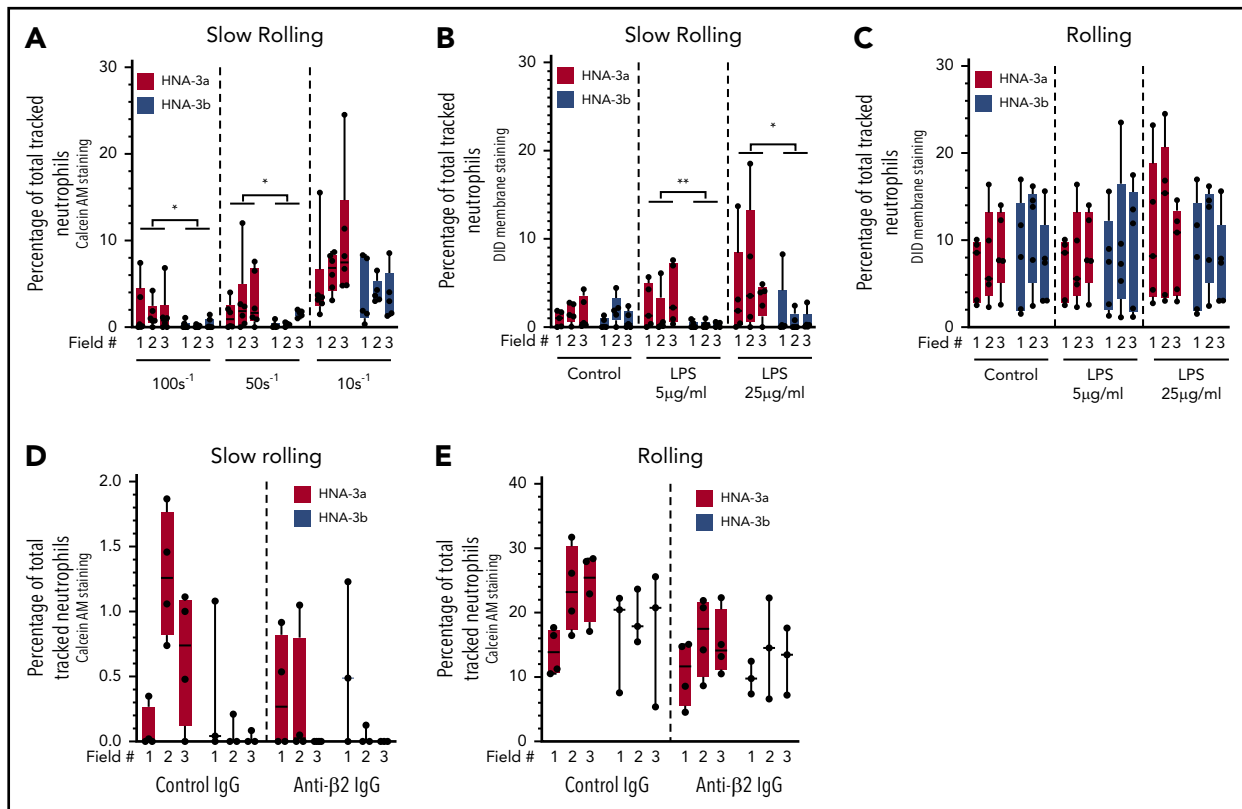 A
Slow Rolling
Percentage of total tracked
neutrophils
Calcein AM staining
30
20
10
0
HNA-3a
HNA-3b
*
*
Field #
1 2 3 1 2 3 1 2 3 1 2 3 1 2 3 1 2 3
100s-1 50s-1 10s-1
B
Slow Rolling
Percentage of total tracked
neutrophils
DID membrane staining
30
20
10
0
HNA-3a
HNA-3b
**
*
Field #
1 2 3 1 2 3 1 2 3 1 2 3 1 2 3 1 2 3
Control LPS LPS
5μg/ml 25μg/ml
C
Rolling
Percentage of total tracked
neutrophils
DID membrane staining
30
20
10
0
HNA-3a
HNA-3b
Field #
1 2 3 1 2 3 1 2 3 1 2 3 1 2 3 1 2 3
Control LPS LPS
5μg/ml 25μg/ml
D
Slow rolling
Percentage of total
tracked neutrophils
Calcein AM staining
2.0
1.5
1.0
0.5
0.0
HNA-3a
HNA-3b
Field #
1 2 3 1 2 3 1 2 3 1 2 3
Control IgG Anti-β2 IgG
E
Rolling
Percentage of total
tracked neutrophils
Calcein AM staining
40
30
20
10
0
HNA-3a
HNA-3b
Field #
1 2 3 1 2 3 1 2 3 1 2 3
Control IgG Anti-β2 IgG